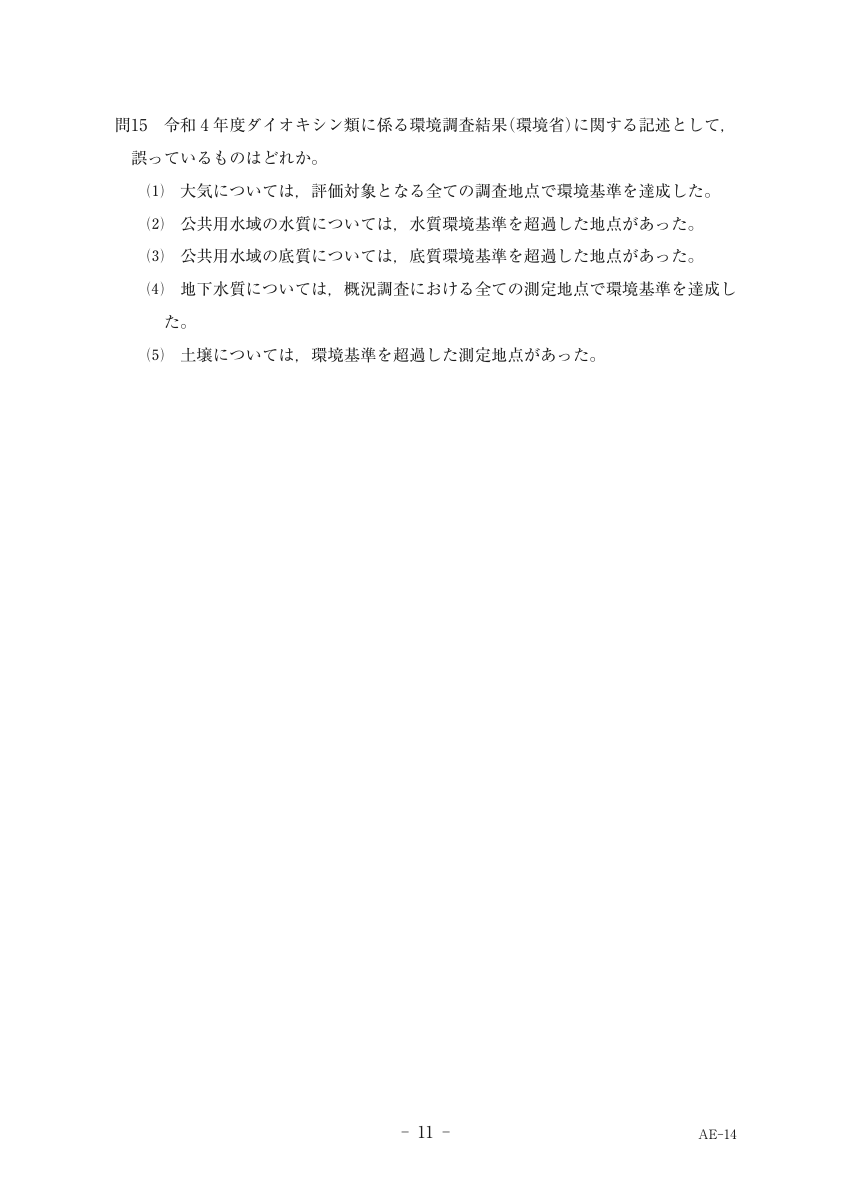 問15　令和４年度ダイオキシン類に係る環境調査結果(環境省)に関する記述として，
誤っているものはどれか。
⑴　大気については，評価対象となる全ての調査地点で環境基準を達成した。
⑵　公共用水域の水質については，水質環境基準を超過した地点があった。
⑶　公共用水域の底質については，底質環境基準を超過した地点があった。
⑷　地下水質については，概況調査における全ての測定地点で環境基準を達成し
た。
⑸　土壌については，環境基準を超過した測定地点があった。
－ 11 －
AE−14